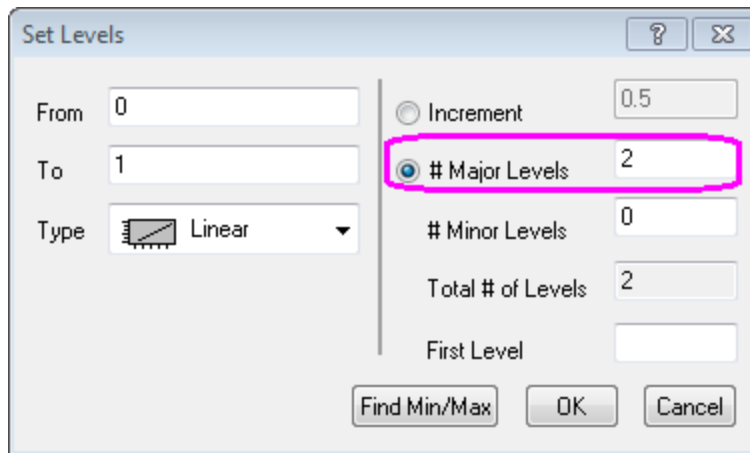 Set Levels
From 0
To 1
Type Linear
Increment 0.5
# Major Levels 2
# Minor Levels 0
Total # of Levels 2
First Level
Find Min/Max OK Cancel